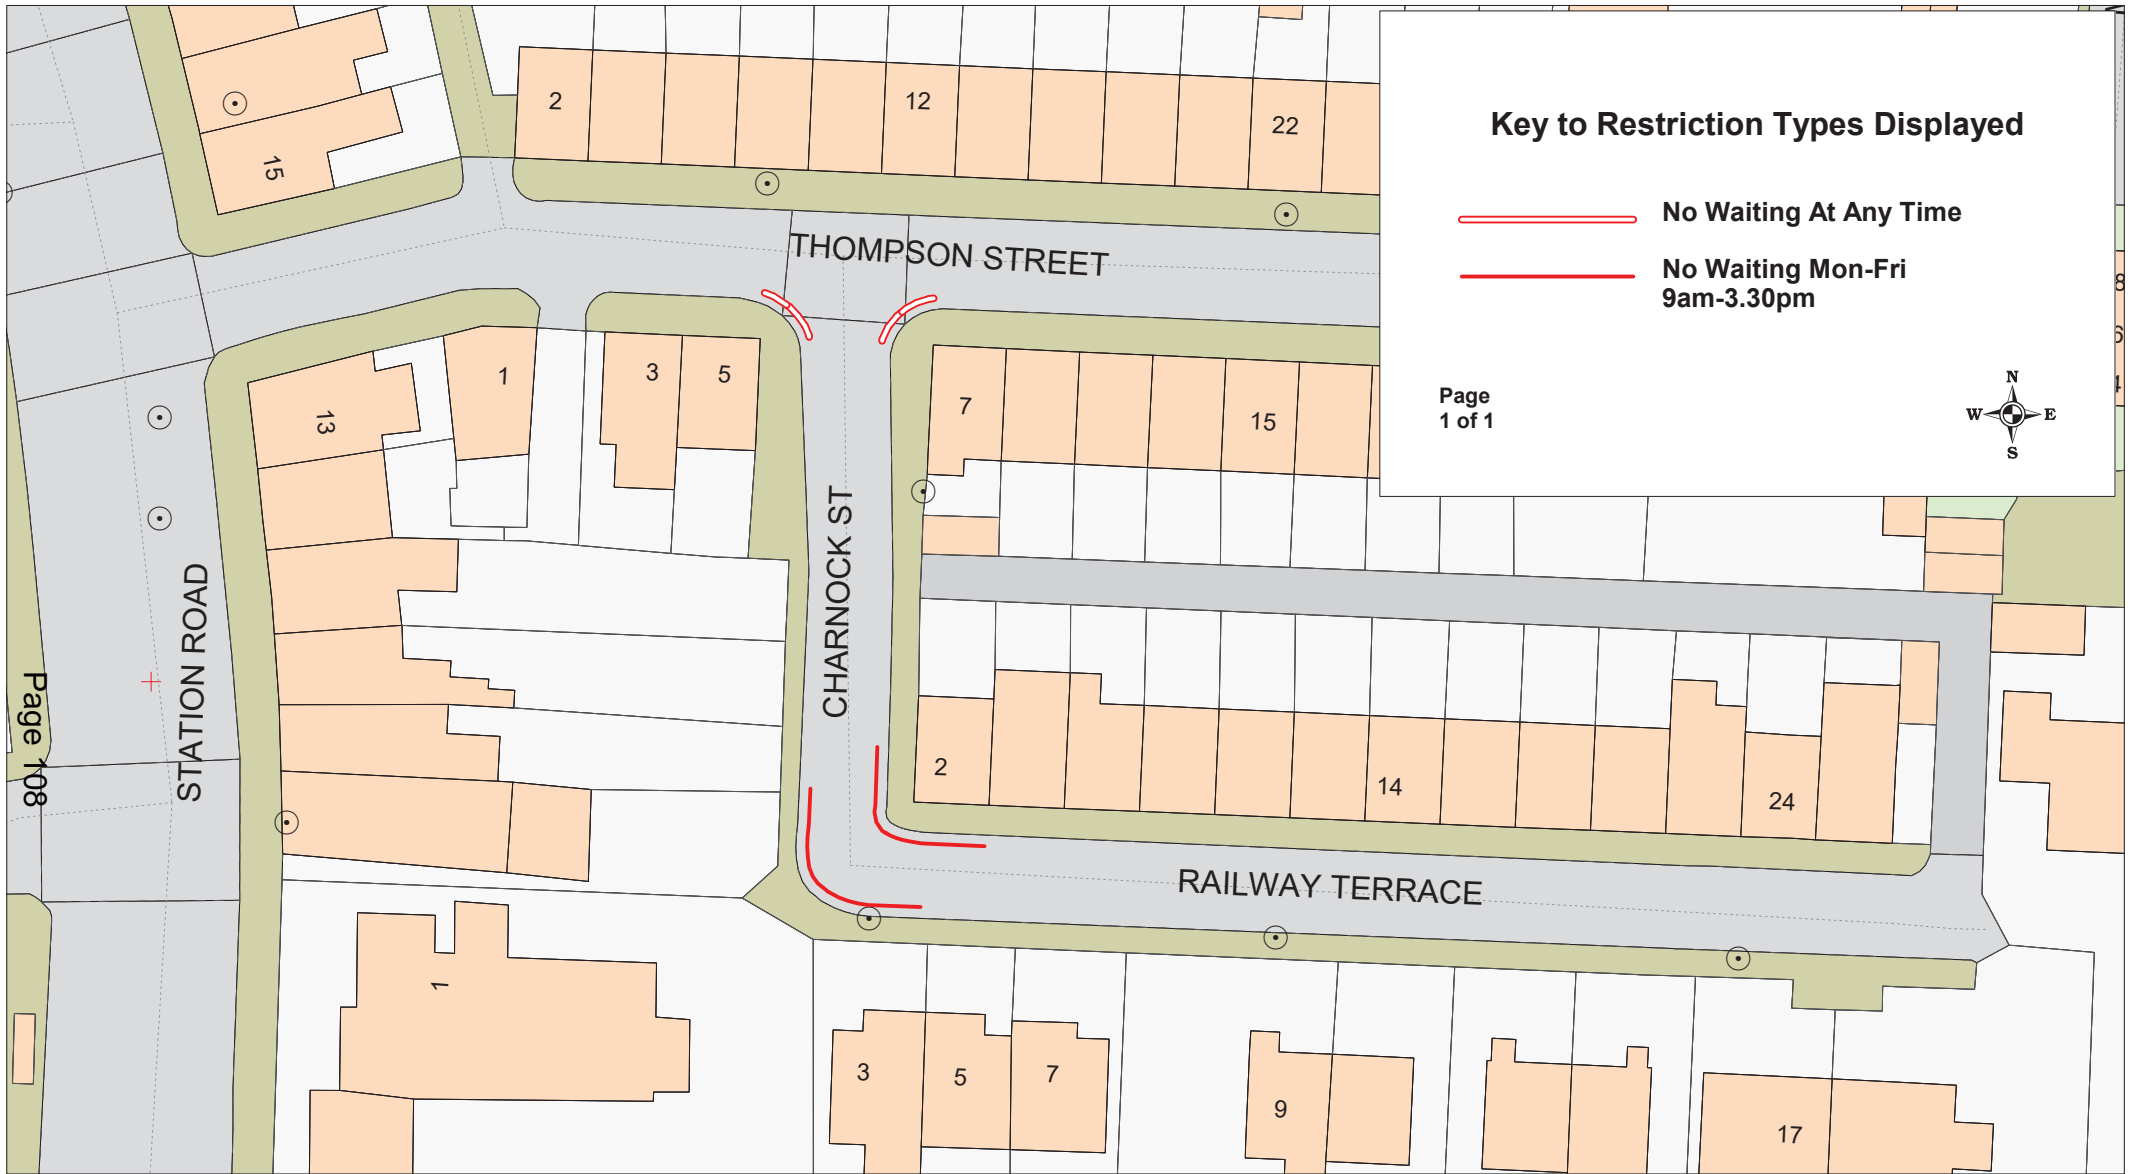 2
12
22
15
Key to Restriction Types Displayed
No Waiting At Any Time
No Waiting Mon-Fri
9am-3.30pm
Page
1 of 1
N
W E
S
THOMPSON STREET
1
3
5
13
7
15
CHARNOCK ST
STATION ROAD
Page 108
2
14
24
RAILWAY TERRACE
1
3
5
7
9
17